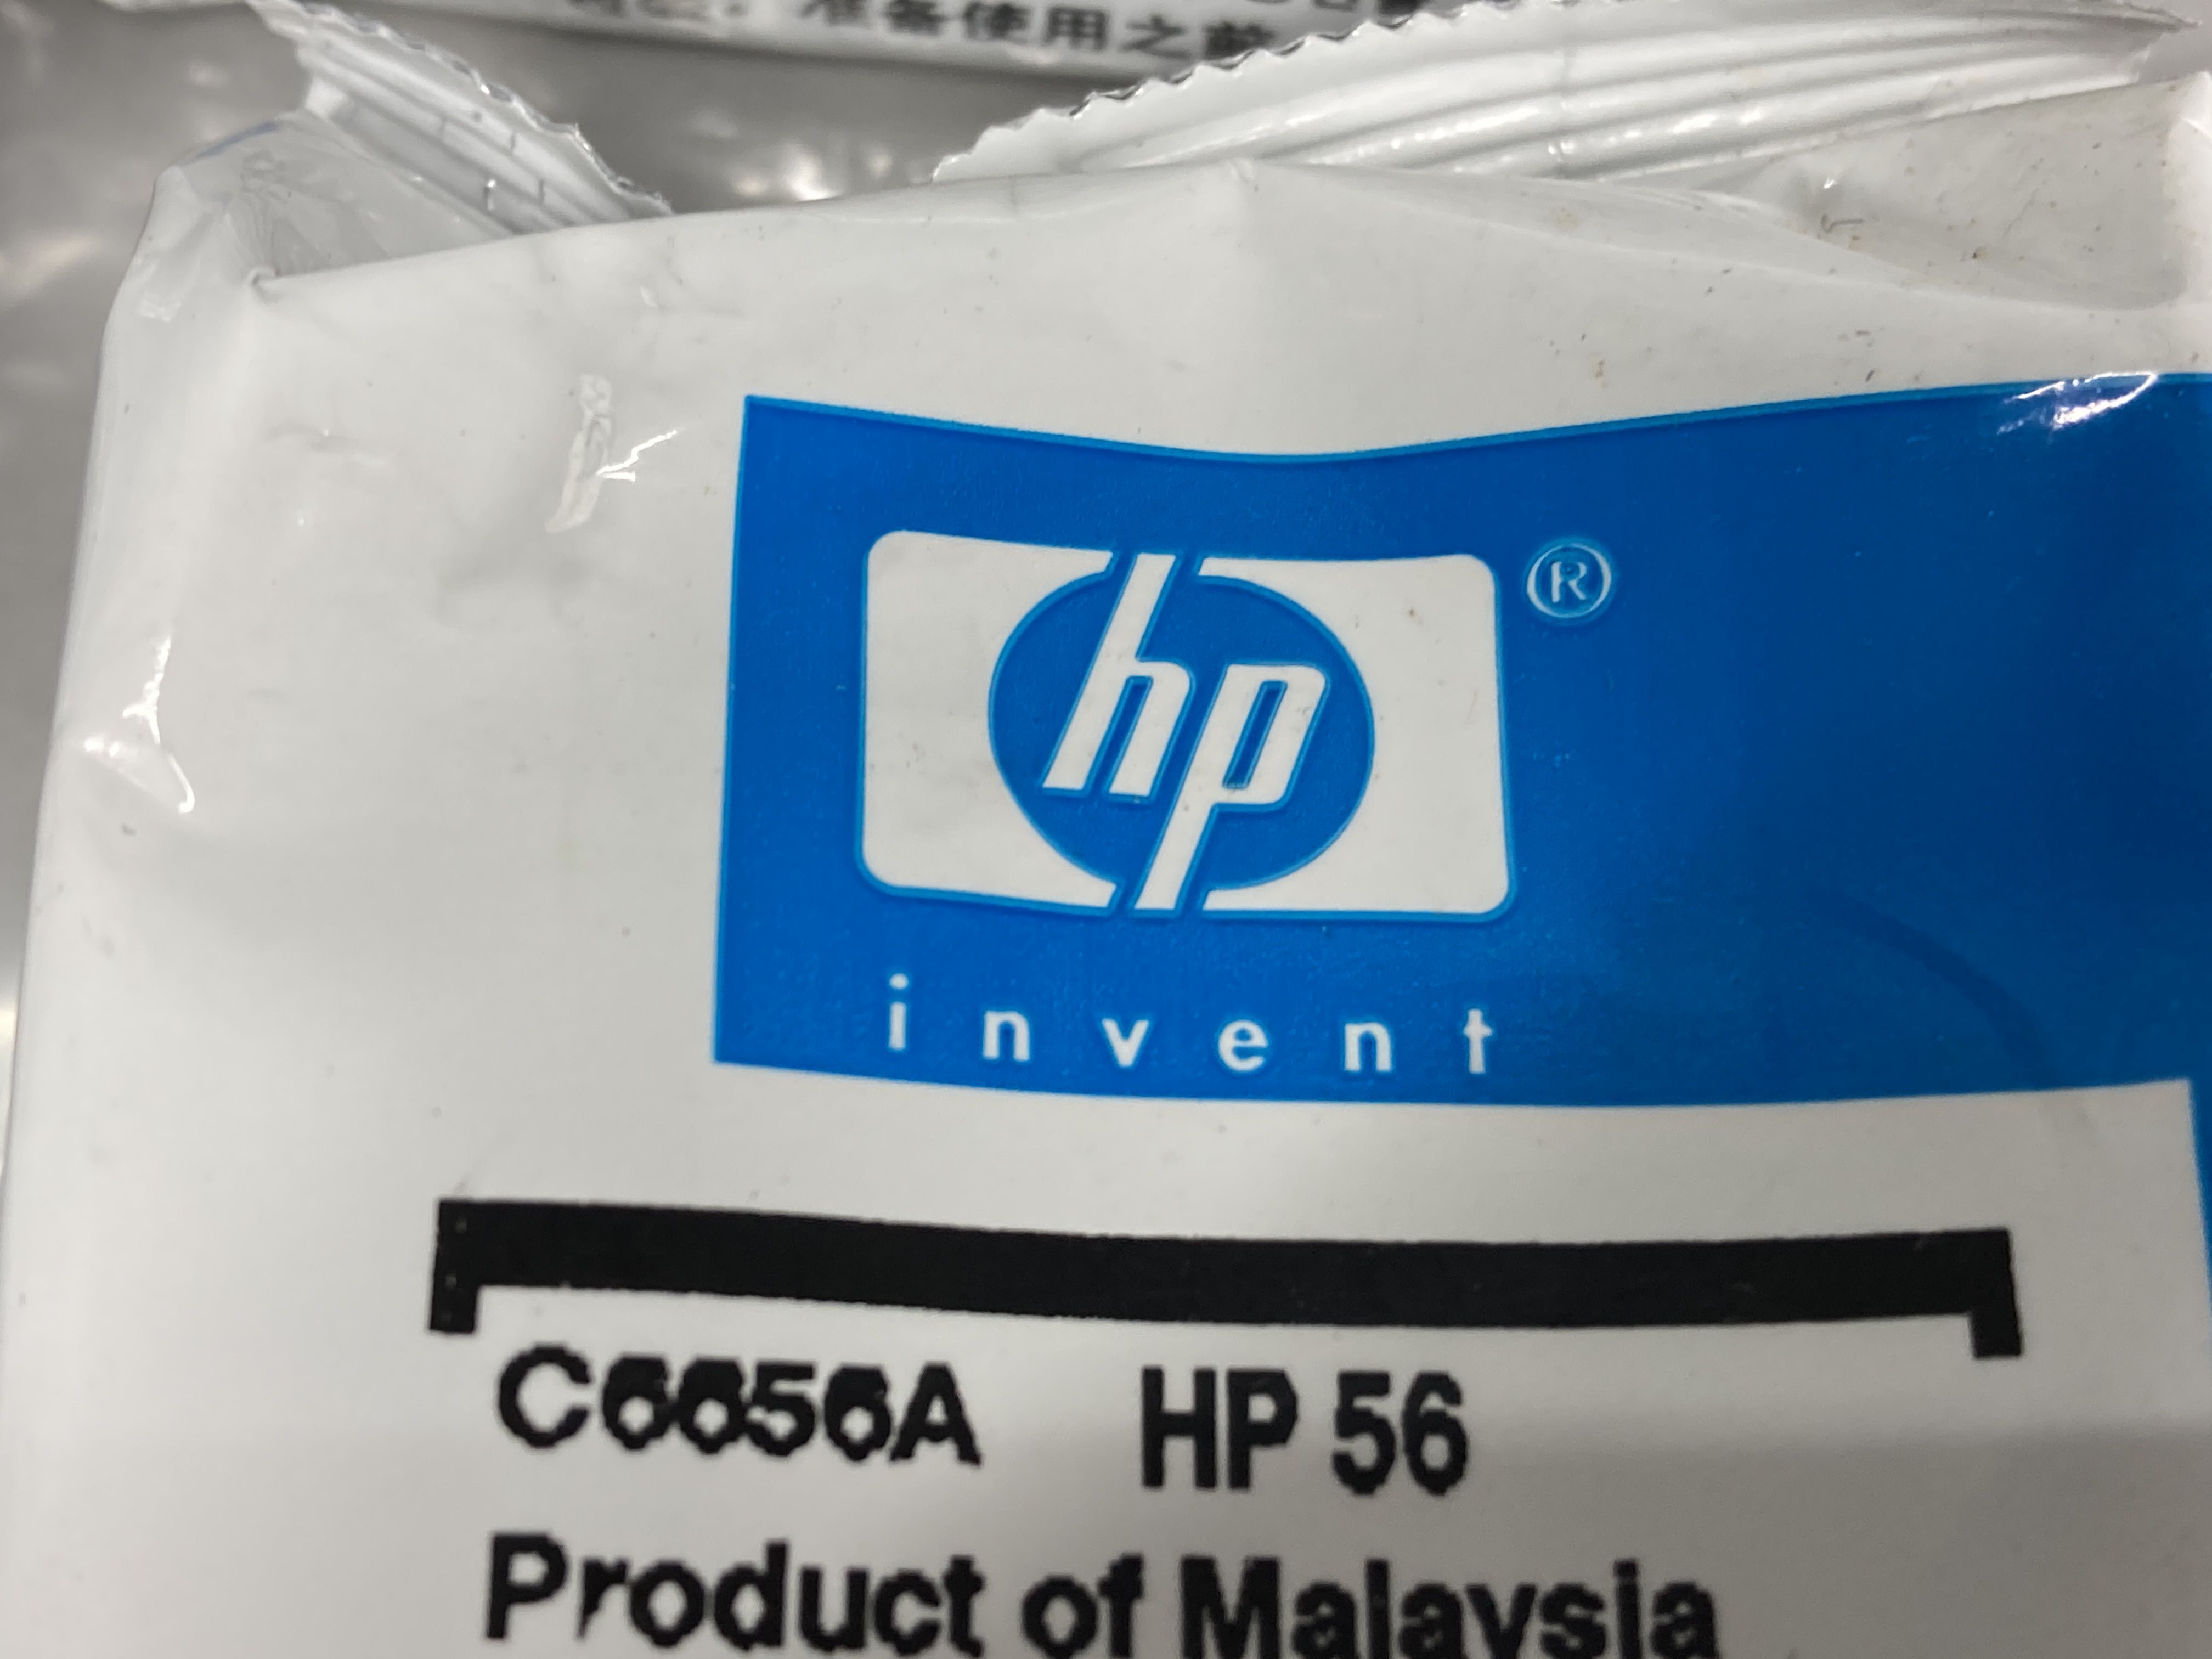 准备使用之前
hp ®
invent
C6656A HP 56
Product of Malaysia